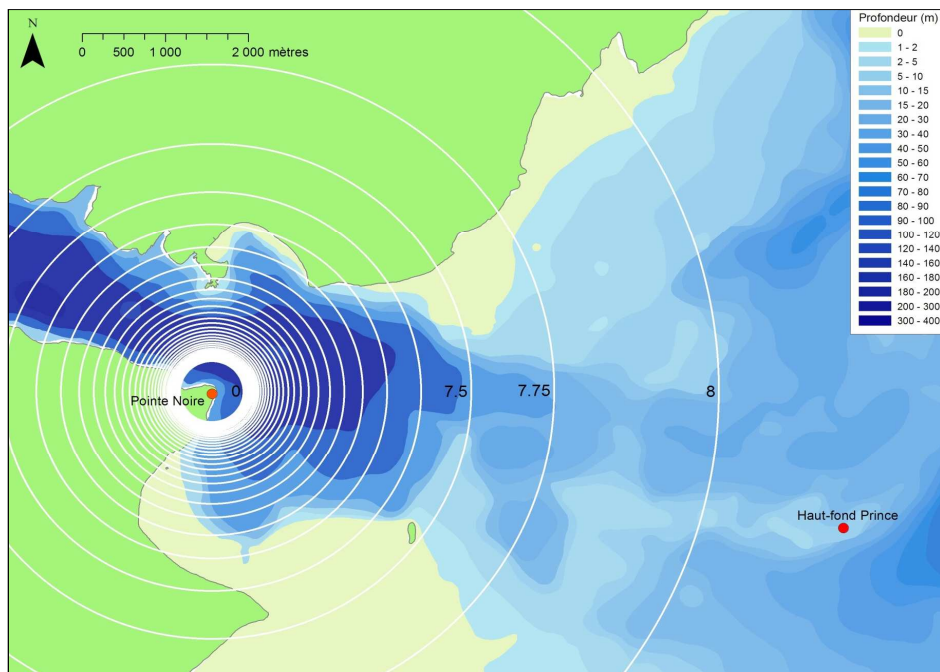 N
0 500 1 000 2 000 mètres
Profondeur (m)
0
1 - 2
2 - 5
5 - 10
10 - 15
15 - 20
20 - 30
30 - 40
40 - 50
50 - 60
60 - 70
70 - 80
80 - 90
90 - 100
100 - 120
120 - 140
140 - 160
160 - 180
180 - 200
200 - 300
300 - 400
Pointe Noire 0 7.5 7.75 8
Haut-fond Prince